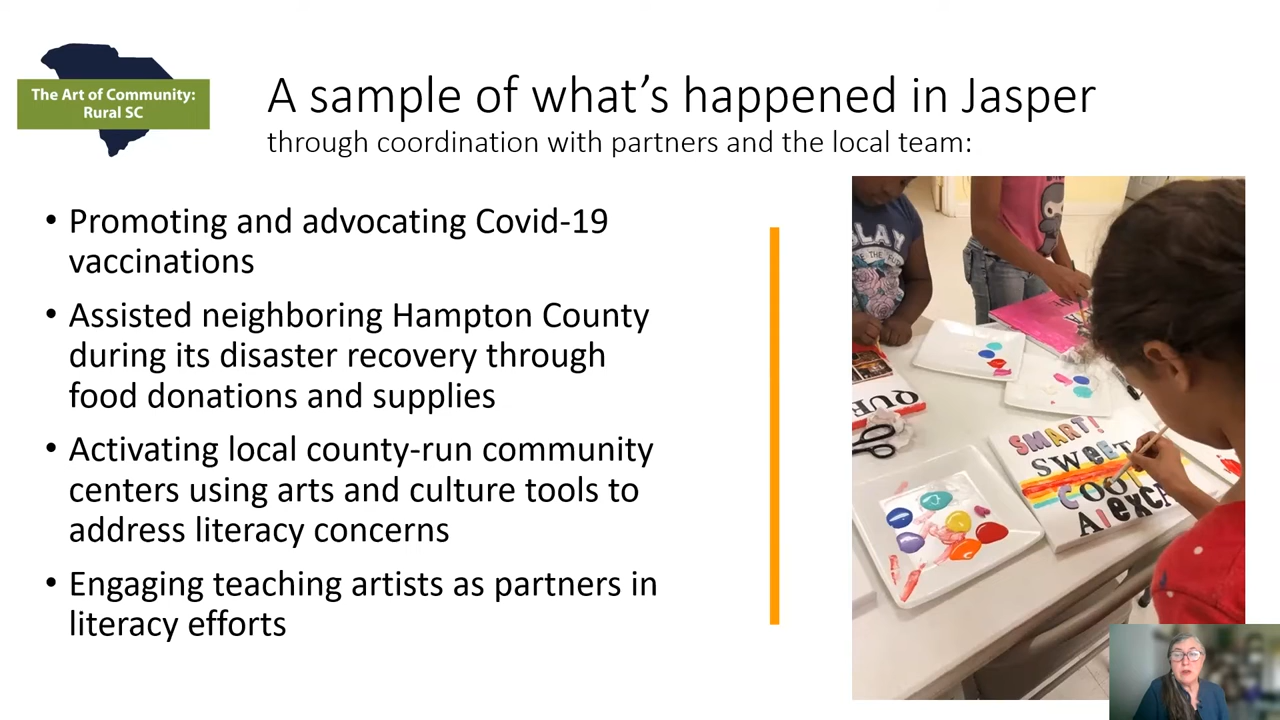 The Art of Community:
Rural SC
A sample of what's happened in Jasper
through coordination with partners and the local team:
• Promoting and advocating Covid-19
vaccinations
• Assisted neighboring Hampton County
during its disaster recovery through
food donations and supplies
• Activating local county-run community
centers using arts and culture tools to
address literacy concerns
• Engaging teaching artists as partners in
literacy efforts
SMART!
SWEET
COOL